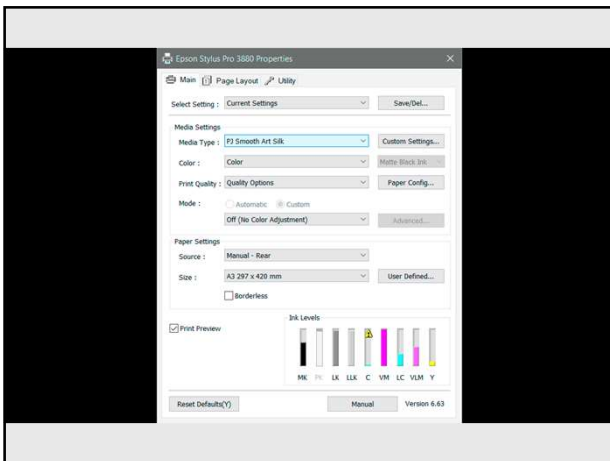 Epson Stylus Pro 3880 Properties
Main Page Layout Utility
Select Setting : Current Settings Save/Del...
Media Settings
Media Type : PJ Smooth Art Silk Custom Settings...
Color : Color Matte Black Ink
Print Quality : Quality Options Paper Config...
Mode : Automatic Custom
Off (No Color Adjustment) Advanced...
Paper Settings
Source : Manual - Rear
Size : A3 297 x 420 mm User Defined...
Borderless
Ink Levels
Print Preview
MK PK LK LLK C VM LC VLM Y
Reset Defaults(Y) Manual Version 6.63